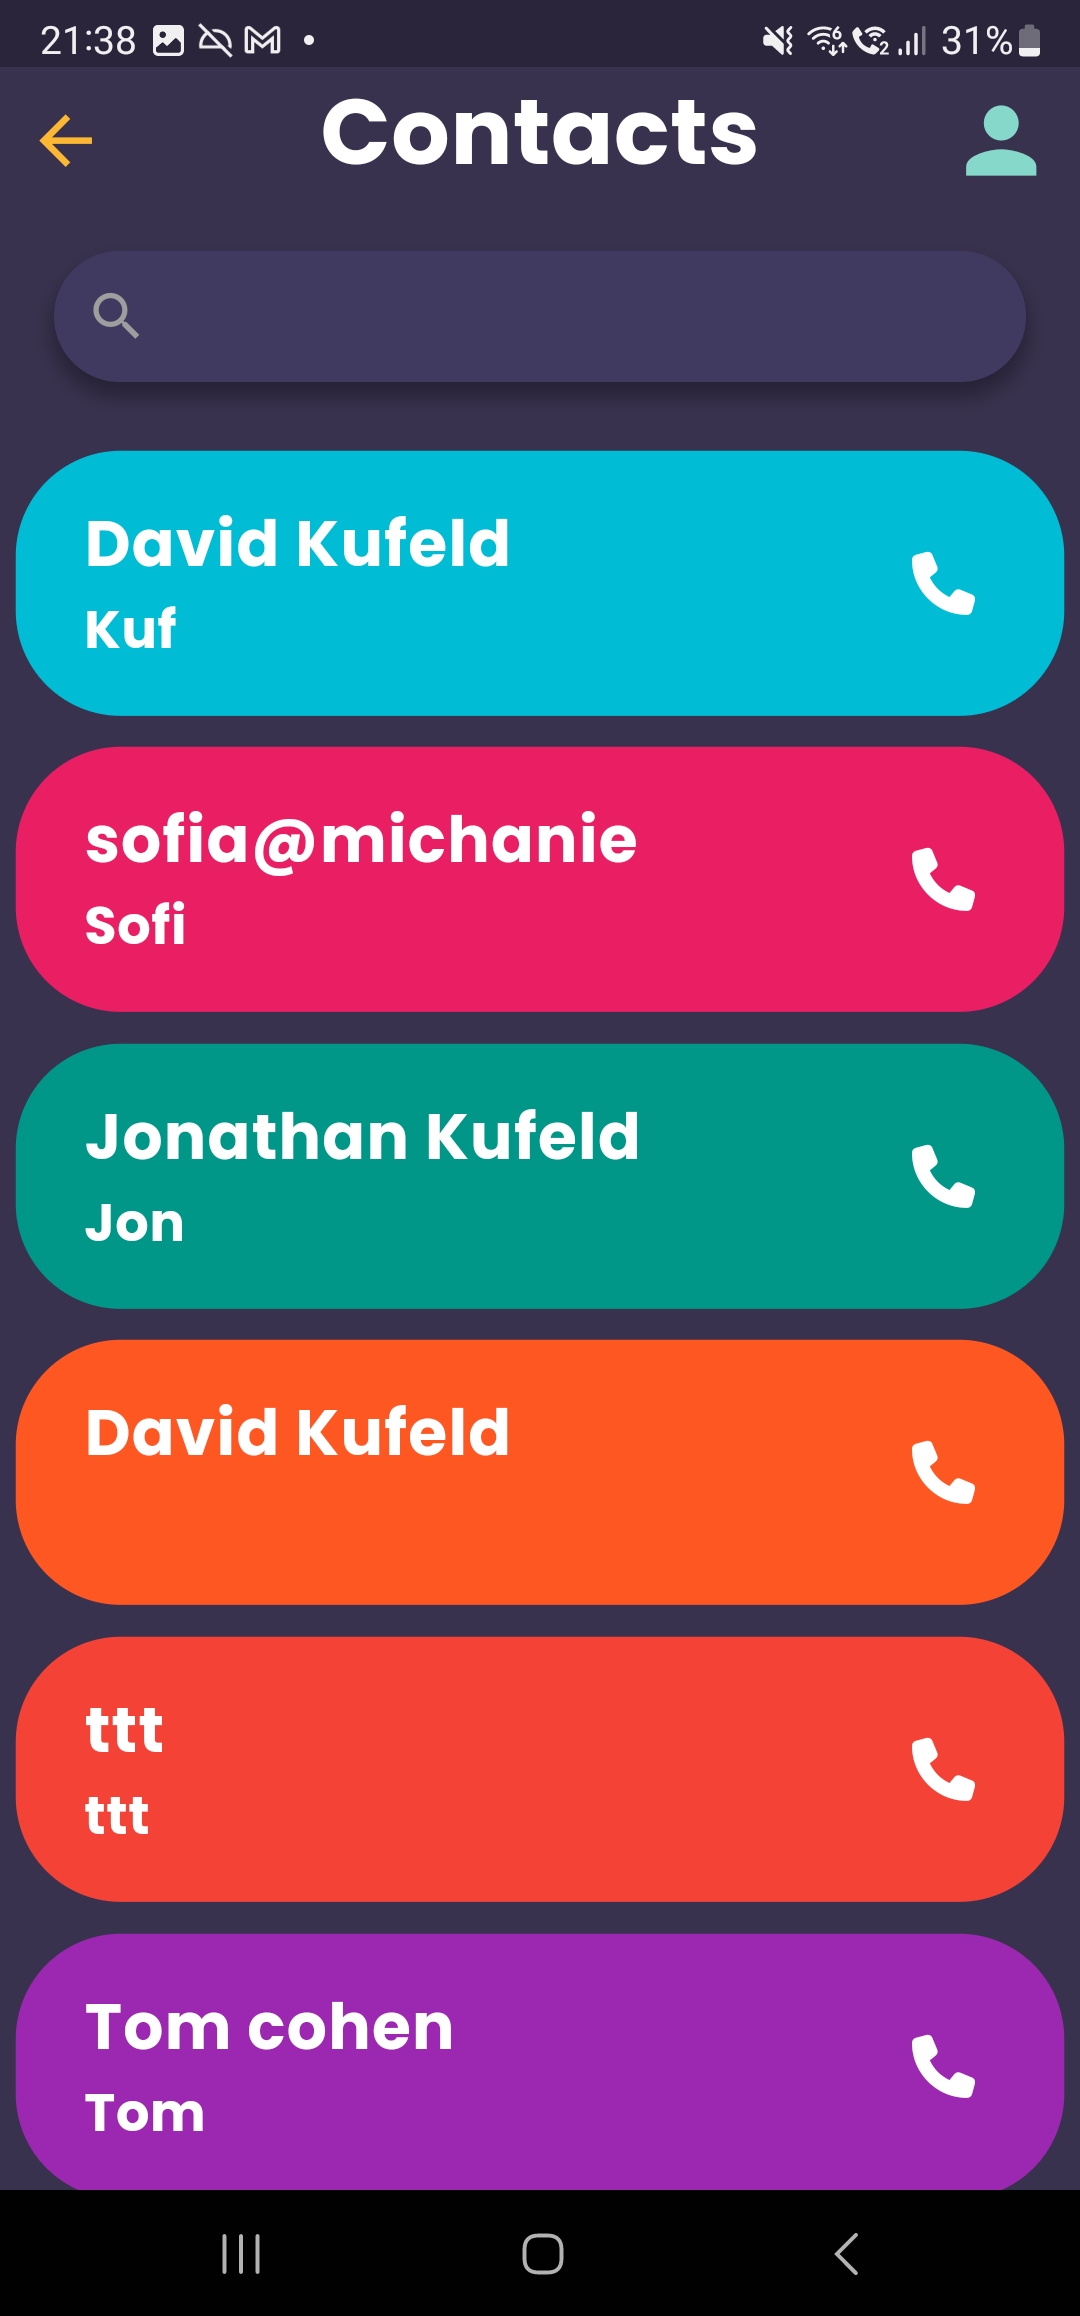 21:38 31%
Contacts
David Kufeld
Kuf
sofia@michanie
Sofi
Jonathan Kufeld
Jon
David Kufeld
ttt
ttt
Tom cohen
Tom